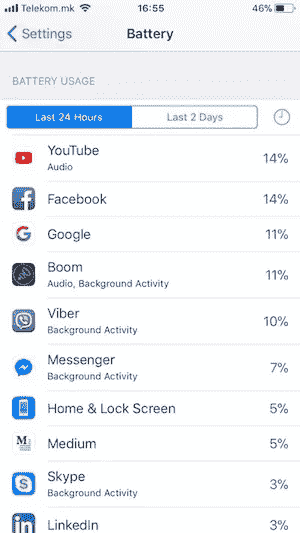 Telekom.mk 16:55 46%
Settings Battery
BATTERY USAGE
Last 24 Hours Last 2 Days
YouTube 14%
Audio
Facebook 14%
Google 11%
Boom 11%
Audio, Background Activity
Viber 10%
Background Activity
Messenger 7%
Background Activity
Home & Lock Screen 5%
Medium 5%
Skype 3%
Background Activity
LinkedIn 3%